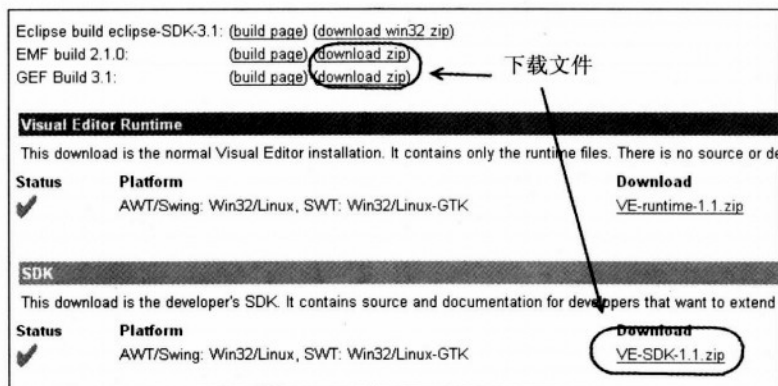 Eclipse build eclipse-SDK-3.1: (build page) (download win32 zip)
EMF build 2.1.0: (build page) (download zip)
GEF Build 3.1: (build page) (download zip)
下载文件
Visual Editor Runtime
This download is the normal Visual Editor installation. It contains only the runtime files. There is no source or de
Status Platform Download
AWT/Swing: Win32/Linux, SWT: Win32/Linux-GTK VE-runtime-1.1.zip
SDK
This download is the developer's SDK. It contains source and documentation for developers that want to extend
Status Platform Download
AWT/Swing: Win32/Linux, SWT: Win32/Linux-GTK VE-SDK-1.1.zip